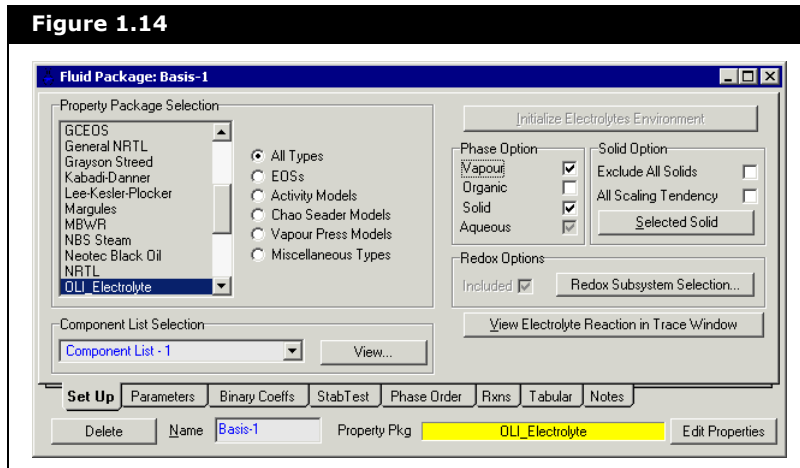 Figure 1.14
Fluid Package: Basis-1
Property Package Selection
GCEOS
General NRTL
Grayson Streed
Kabadi-Danner
Lee-Kesler-Plocker
Margules
MBWR
NBS Steam
Neotec Black Oil
NRTL
OLI_Electrolyte
All Types
EOSs
Activity Models
Chao Seader Models
Vapour Press Models
Miscellaneous Types
Component List Selection
Component List - 1
View...
Initialize Electrolytes Environment
Phase Option
Vapour
Organic
Solid
Aqueous
Solid Option
Exclude All Solids
All Scaling Tendency
Selected Solid
Redox Options
Included
Redox Subsystem Selection...
View Electrolyte Reaction in Trace Window
Set Up Parameters Binary Coeffs StabTest Phase Order Rxns Tabular Notes
Delete Name Basis-1 Property Pkg OLI_Electrolyte Edit Properties